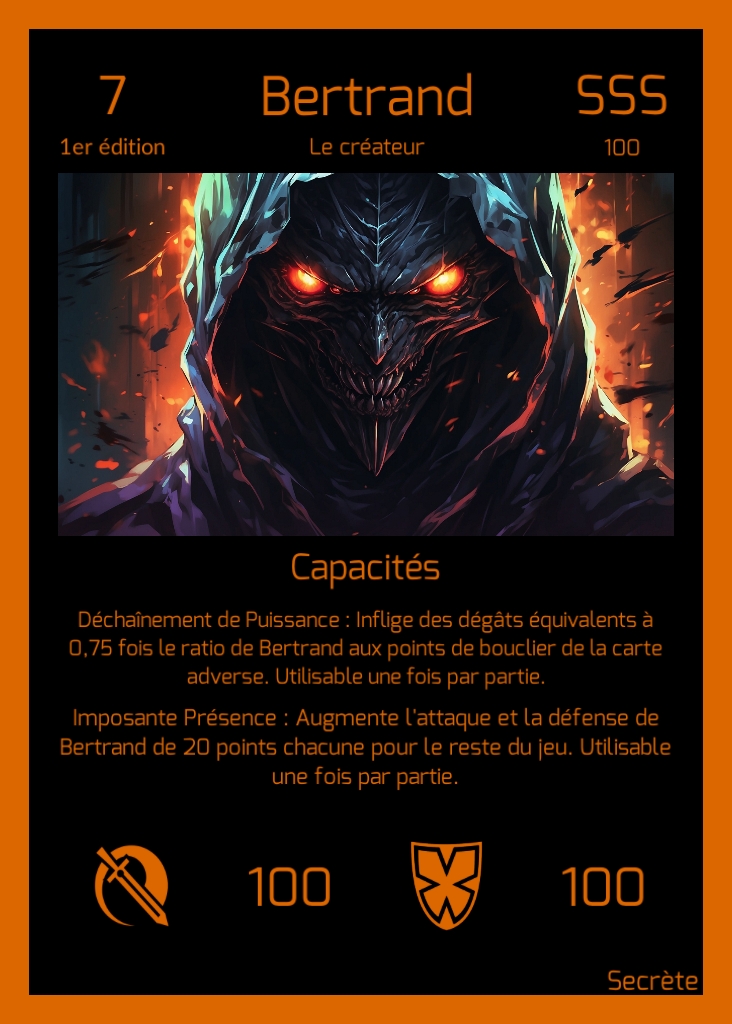 7
Bertrand
SSS
1er édition
Le créateur
100
Capacités
Déchaînement de Puissance : Inflige des dégâts équivalents à
0,75 fois le ratio de Bertrand aux points de bouclier de la carte
adverse. Utilisable une fois par partie.
Imposante Présence : Augmente l'attaque et la défense de
Bertrand de 20 points chacune pour le reste du jeu. Utilisable
une fois par partie.
100
100
Secrète